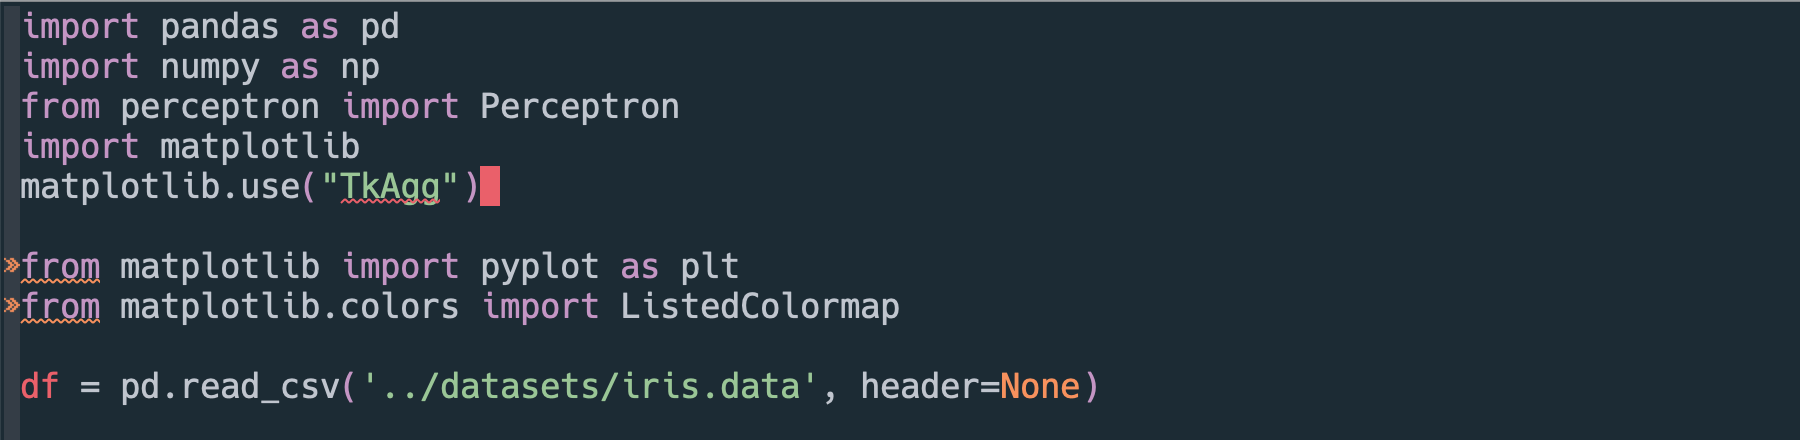 import pandas as pd
import numpy as np
from perceptron import Perceptron
import matplotlib
matplotlib.use("TkAgg")
from matplotlib import pyplot as plt
from matplotlib.colors import ListedColormap
df = pd.read_csv('../datasets/iris.data', header=None)